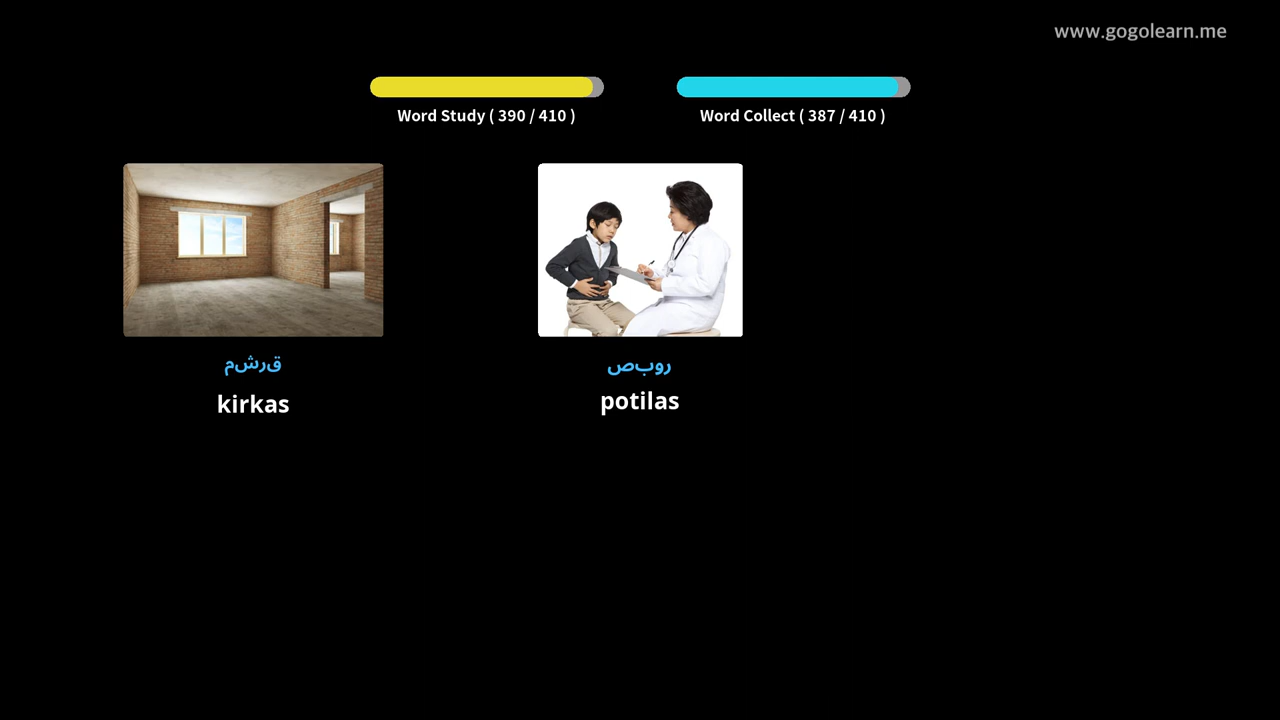 www.gogolearn.me
Word Study ( 390 / 410 )
Word Collect ( 387 / 410 )
قرشم
kirkas
روبص
potilas